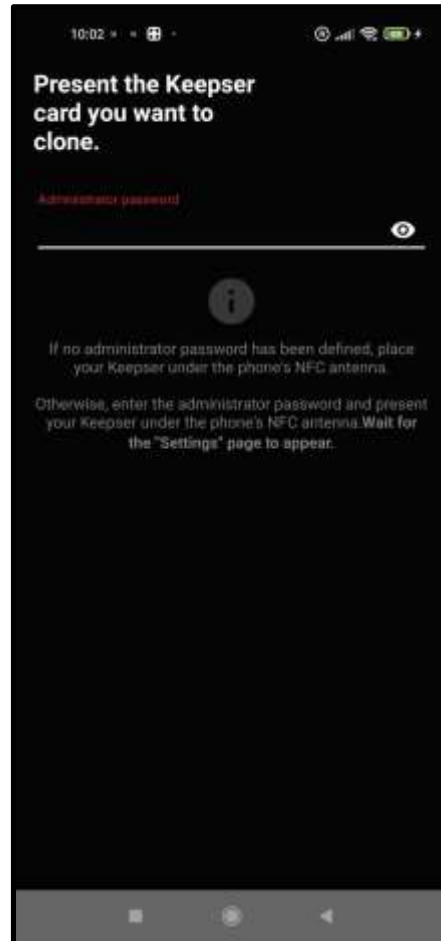 10:02
Present the Keepser
card you want to
clone.
Administrator password
If no administrator password has been defined, place
your Keepser under the phone's NFC antenna.
Otherwise, enter the administrator password and present
your Keepser under the phone's NFC antenna.Wait for
the "Settings" page to appear.